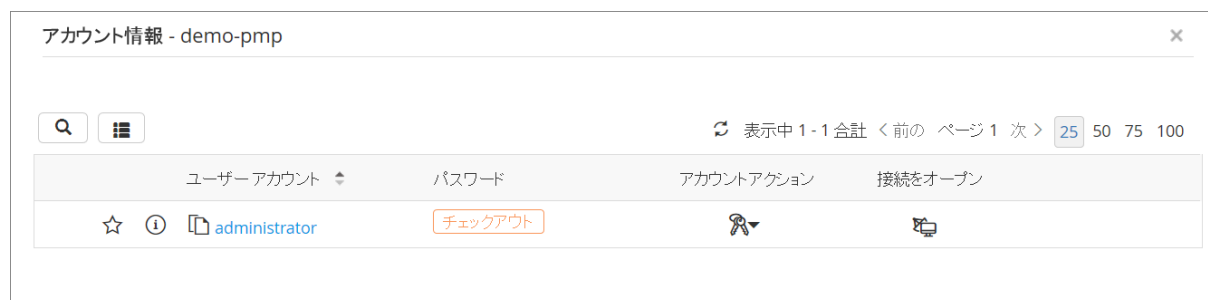 アカウント情報 - demo-pmp
表示中 1 - 1 合計 前の ページ 1 次 25 50 75 100
ユーザー アカウント パスワード アカウントアクション 接続をオープン
administrator チェックアウト